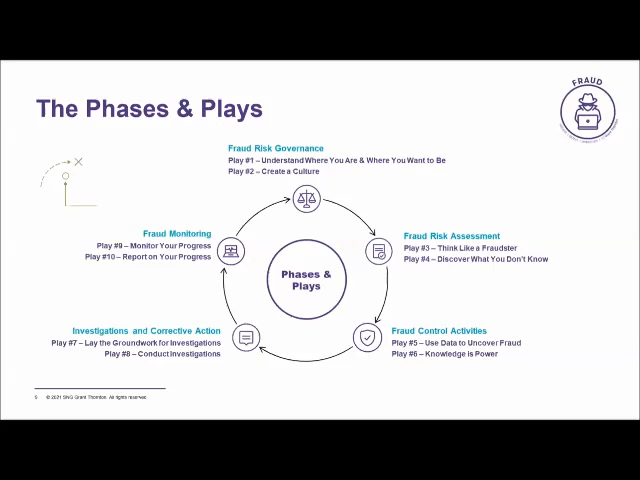 FRAUD
The Phases & Plays
Fraud Risk Governance
Play #1 – Understand Where You Are & Where You Want to Be
Play #2 – Create a Culture
Fraud Monitoring
Play #9 – Monitor Your Progress
Play #10 – Report on Your Progress
Fraud Risk Assessment
Play #3 – Think Like a Fraudster
Play #4 – Discover What You Don't Know
Phases &
Plays
Investigations and Corrective Action
Play #7 – Lay the Groundwork for Investigations
Play #8 – Conduct Investigations
Fraud Control Activities
Play #5 – Use Data to Uncover Fraud
Play #6 – Knowledge is Power
© 2021 SNG Grant Thornton. All rights reserved.